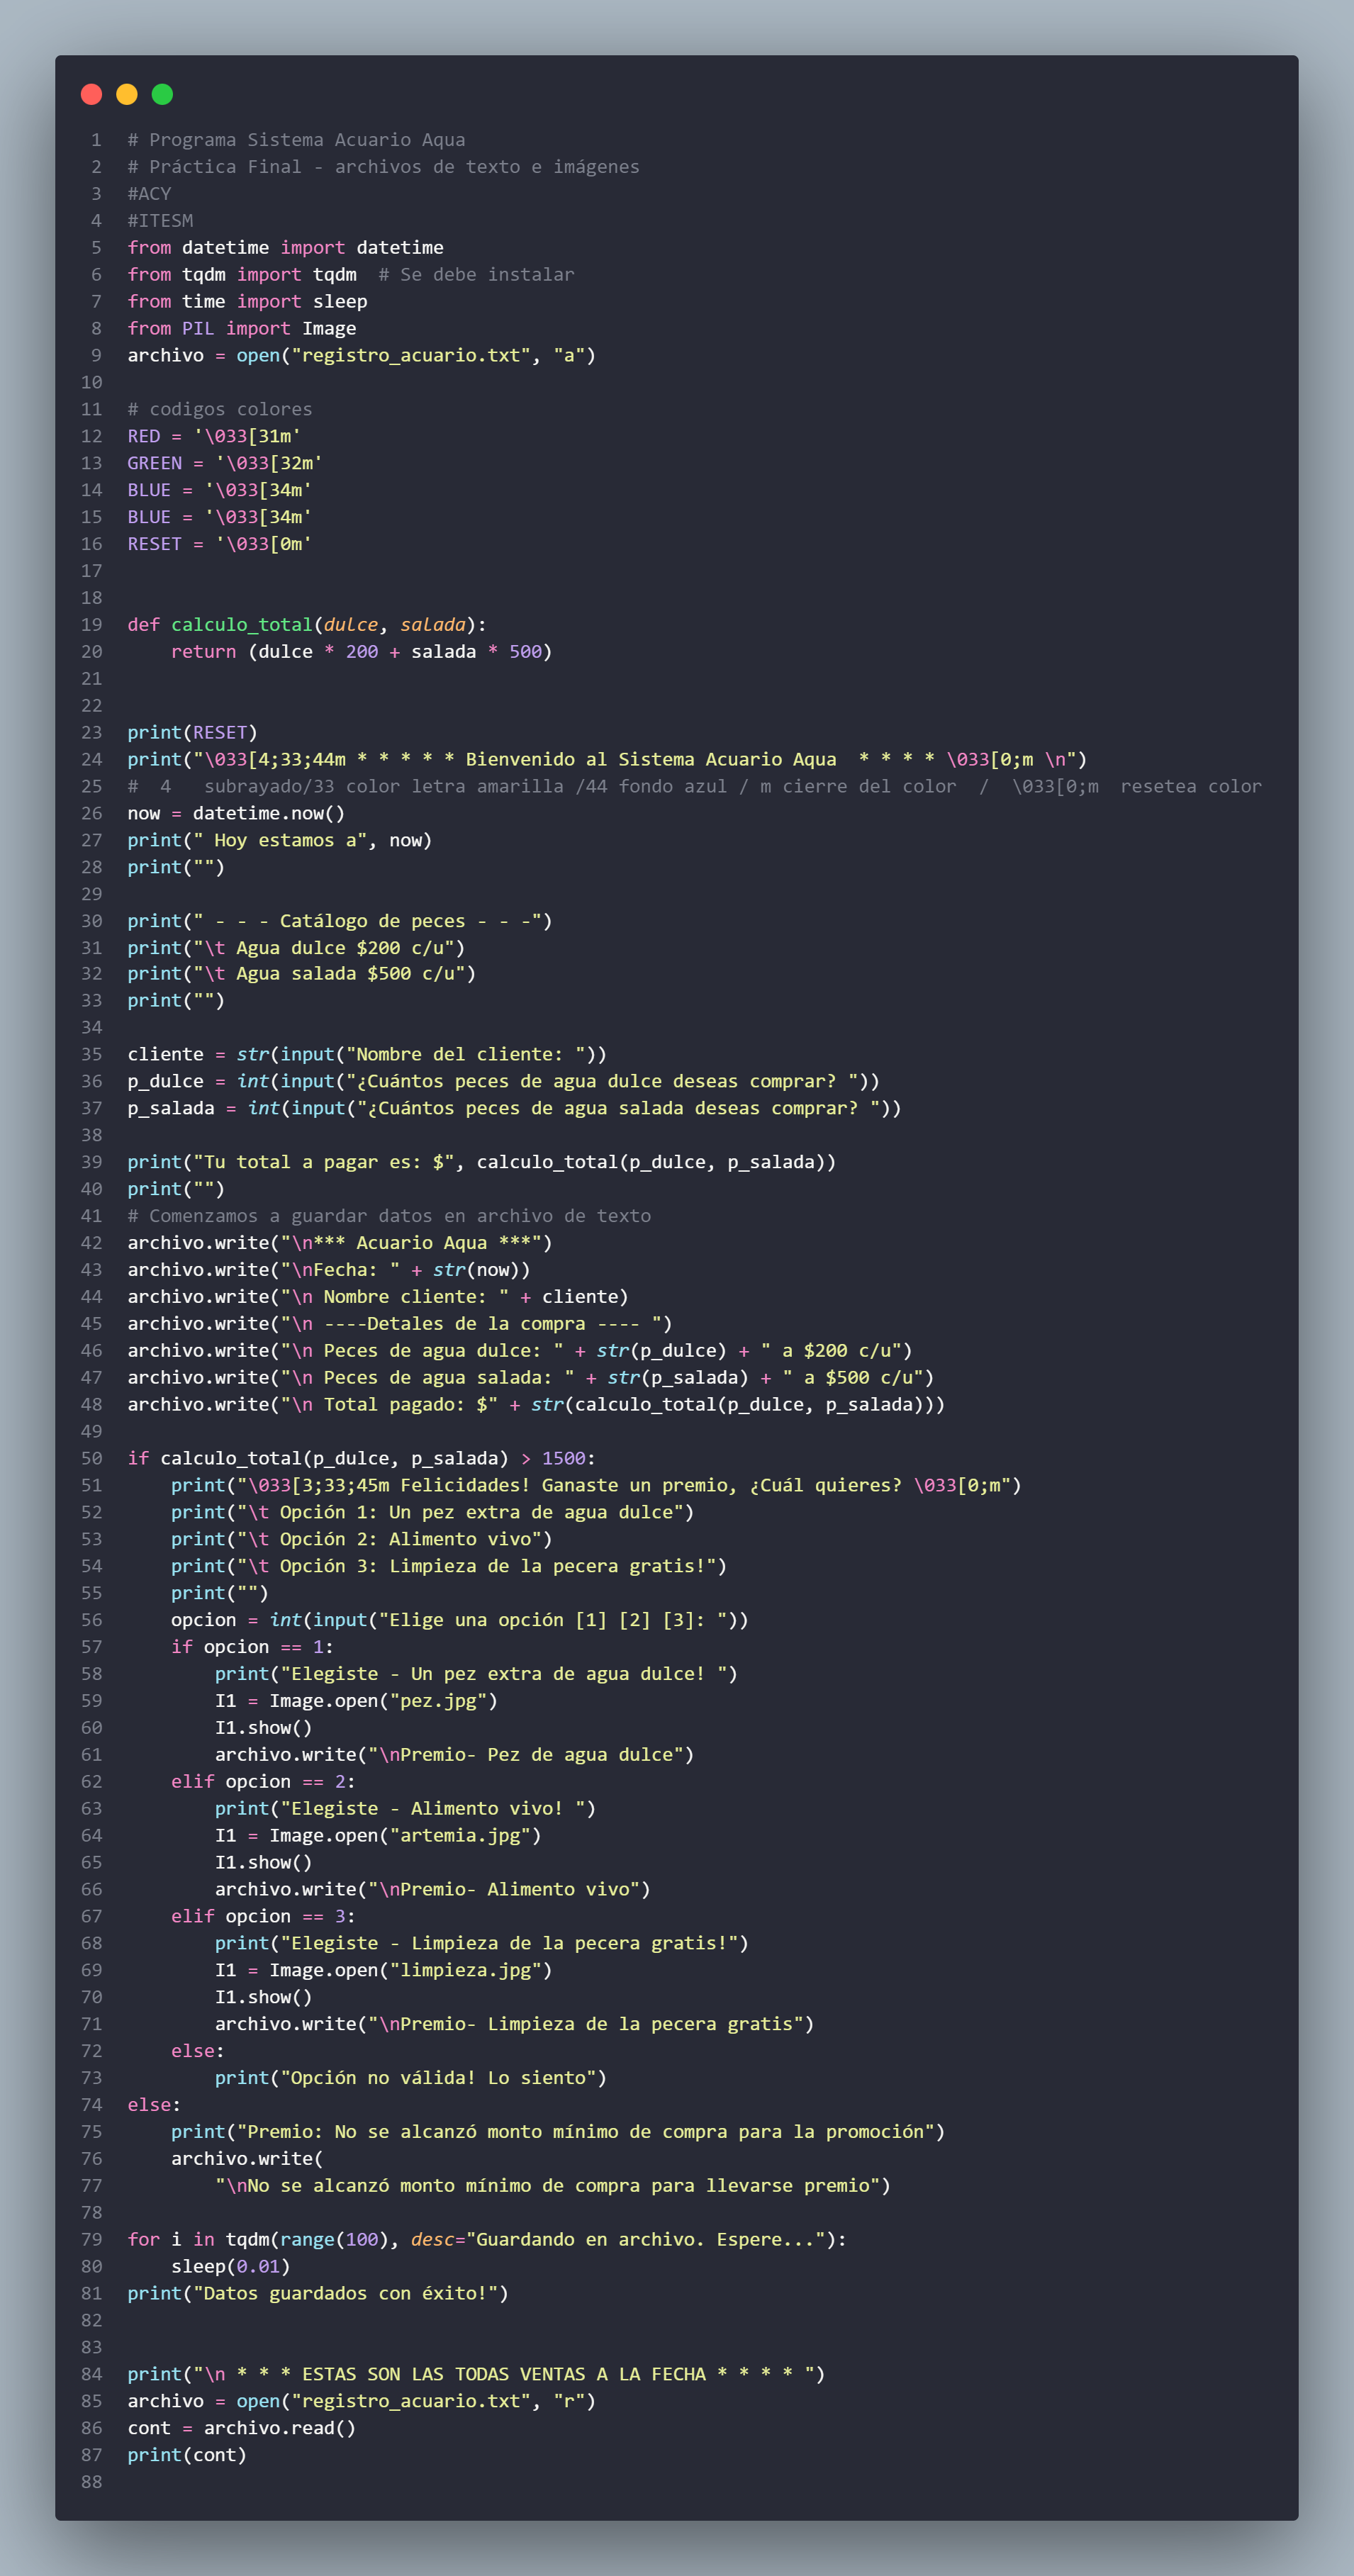 1 # Programa Sistema Acuario Aqua
2 # Práctica Final - archivos de texto e imágenes
3 #ACY
4 #ITESM
5 from datetime import datetime
6 from tqdm import tqdm  # Se debe instalar
7 from time import sleep
8 from PIL import Image
9 archivo = open("registro_acuario.txt", "a")
10
11 # codigos colores
12 RED = '\033[31m'
13 GREEN = '\033[32m'
14 BLUE = '\033[34m'
15 BLUE = '\033[34m'
16 RESET = '\033[0m'
17
18
19 def calculo_total(dulce, salada):
20     return (dulce * 200 + salada * 500)
21
22
23 print(RESET)
24 print("\033[4;33;44m * * * * * Bienvenido al Sistema Acuario Aqua  * * * * \033[0;m \n")
25 #  4   subrayado/33 color letra amarilla /44 fondo azul / m cierre del color  /  \033[0;m  resetea color
26 now = datetime.now()
27 print(" Hoy estamos a", now)
28 print("")
29
30 print(" - - - Catálogo de peces - - -")
31 print("\t Agua dulce $200 c/u")
32 print("\t Agua salada $500 c/u")
33 print("")
34
35 cliente = str(input("Nombre del cliente: "))
36 p_dulce = int(input("¿Cuántos peces de agua dulce deseas comprar? "))
37 p_salada = int(input("¿Cuántos peces de agua salada deseas comprar? "))
38
39 print("Tu total a pagar es: $", calculo_total(p_dulce, p_salada))
40 print("")
41 # Comenzamos a guardar datos en archivo de texto
42 archivo.write("\n*** Acuario Aqua ***")
43 archivo.write("\nFecha: " + str(now))
44 archivo.write("\n Nombre cliente: " + cliente)
45 archivo.write("\n ----Detales de la compra ---- ")
46 archivo.write("\n Peces de agua dulce: " + str(p_dulce) + " a $200 c/u")
47 archivo.write("\n Peces de agua salada: " + str(p_salada) + " a $500 c/u")
48 archivo.write("\n Total pagado: $" + str(calculo_total(p_dulce, p_salada)))
49
50 if calculo_total(p_dulce, p_salada) > 1500:
51     print("\033[3;33;45m Felicidades! Ganaste un premio, ¿Cuál quieres? \033[0;m")
52     print("\t Opción 1: Un pez extra de agua dulce")
53     print("\t Opción 2: Alimento vivo")
54     print("\t Opción 3: Limpieza de la pecera gratis!")
55     print("")
56     opcion = int(input("Elige una opción [1] [2] [3]: "))
57     if opcion == 1:
58         print("Elegiste - Un pez extra de agua dulce! ")
59         I1 = Image.open("pez.jpg")
60         I1.show()
61         archivo.write("\nPremio- Pez de agua dulce")
62     elif opcion == 2:
63         print("Elegiste - Alimento vivo! ")
64         I1 = Image.open("artemia.jpg")
65         I1.show()
66         archivo.write("\nPremio- Alimento vivo")
67     elif opcion == 3:
68         print("Elegiste - Limpieza de la pecera gratis!")
69         I1 = Image.open("limpieza.jpg")
70         I1.show()
71         archivo.write("\nPremio- Limpieza de la pecera gratis")
72     else:
73         print("Opción no válida! Lo siento")
74 else:
75     print("Premio: No se alcanzó monto mínimo de compra para la promoción")
76     archivo.write(
77         "\nNo se alcanzó monto mínimo de compra para llevarse premio")
78
79 for i in tqdm(range(100), desc="Guardando en archivo. Espere..."):
80     sleep(0.01)
81 print("Datos guardados con éxito!")
82
83
84 print("\n * * * ESTAS SON LAS TODAS VENTAS A LA FECHA * * * * ")
85 archivo = open("registro_acuario.txt", "r")
86 cont = archivo.read()
87 print(cont)
88